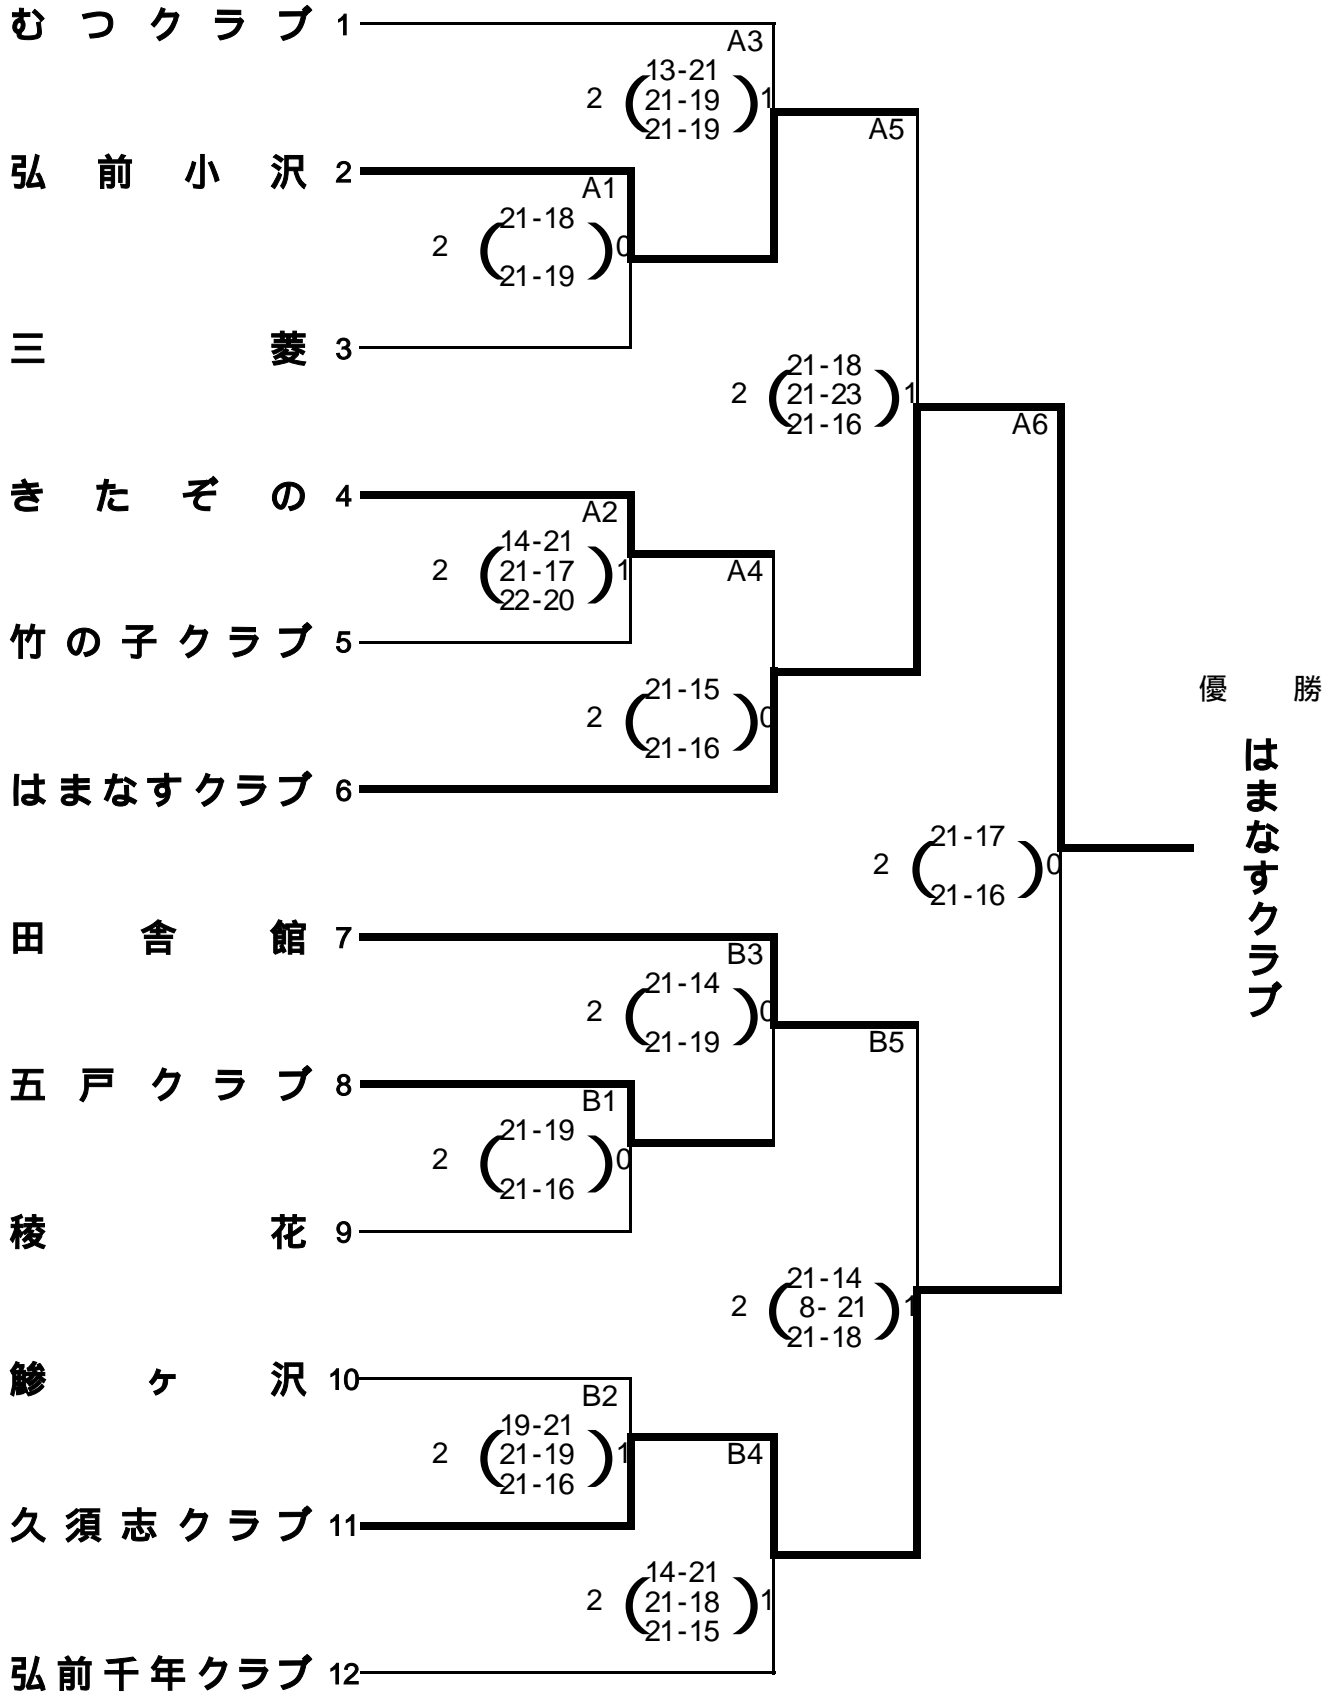 むつクラブ 1
A3
13-21
2 ( 21-19 ) 1
21-19
A5
弘前小沢 2
A1
21-18
2 ( ) 0
21-19
三菱 3
21-18
2 ( 21-23 ) 1
21-16
A6
きたぞの 4
A2
14-21
2 ( 21-17 ) 1
22-20
A4
竹の子クラブ 5
21-15
2 ( ) 0
21-16
優勝
はまなすクラブ
はまなすクラブ 6
21-17
2 ( ) 0
21-16
田舎館 7
B3
21-14
2 ( ) 0
21-19
B5
五戸クラブ 8
B1
21-19
2 ( ) 0
21-16
稜花 9
21-14
2 ( 8- 21 ) 1
21-18
鰺ヶ沢 10
B2
19-21
2 ( 21-19 ) 1
21-16
B4
久須志クラブ 11
14-21
2 ( 21-18 ) 1
21-15
弘前千年クラブ 12